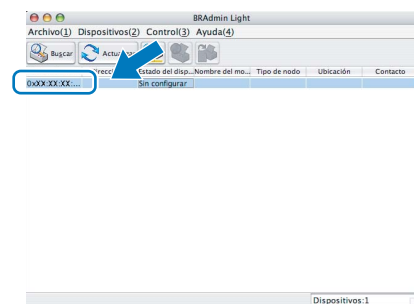 BRAdmin Light
Archivo(1) Dispositivos(2) Control(3) Ayuda(4)
Buscar
Estado del disp... Nombre del mo... Tipo de nodo Ubicación Contacto
0xXX:XX:XX:... Sin configurar
Dispositivos:1